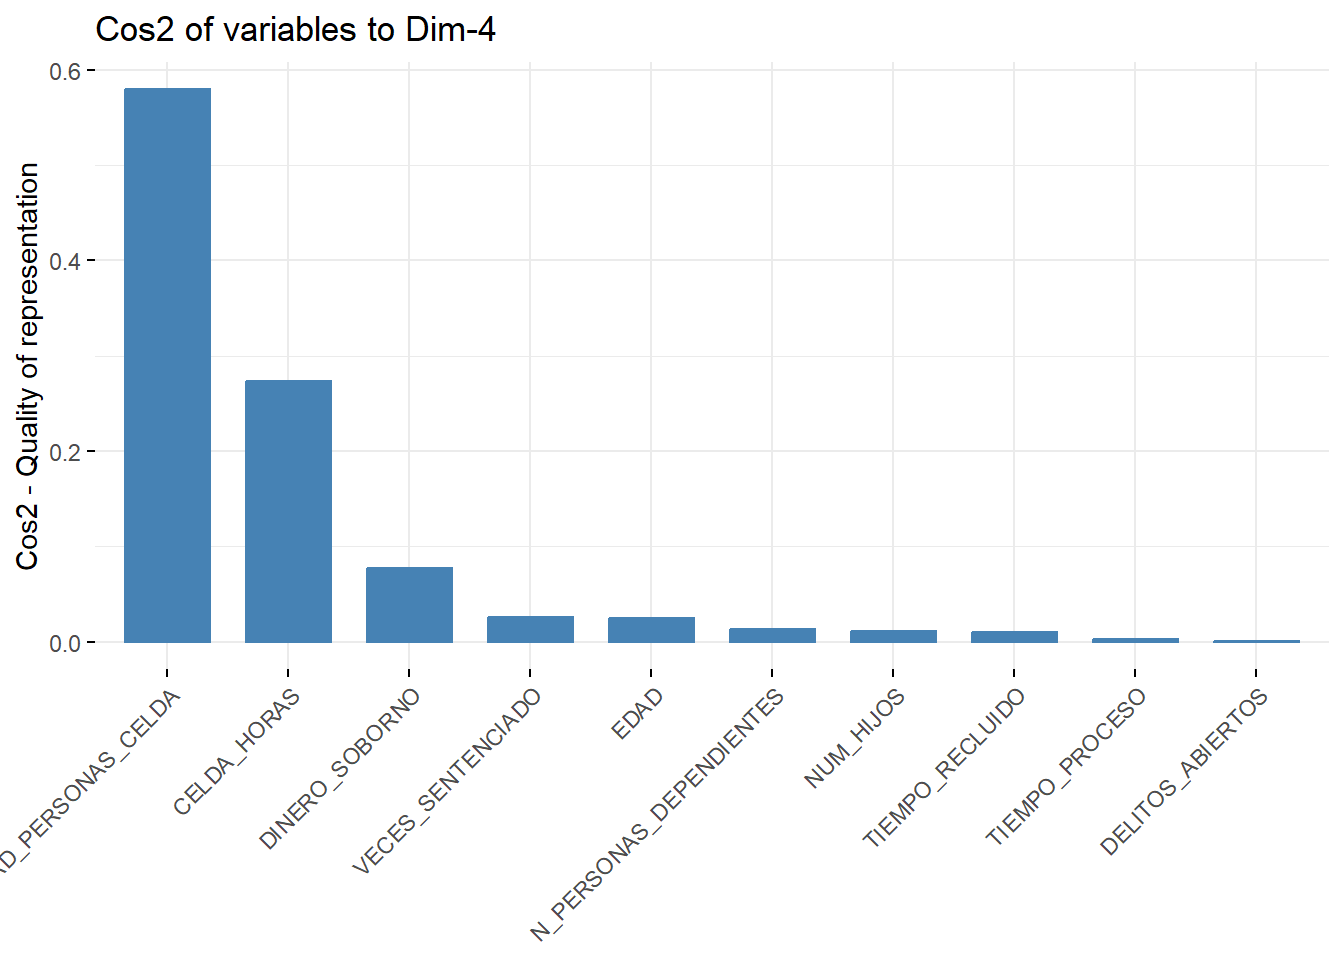 Cos2 of variables to Dim-4
Cos2 - Quality of representation
0.6
0.4
0.2
0.0
D_PERSONAS_CELDA
CELDA_HORAS
DINERO_SOBORNO
VECES_SENTENCIADO
EDAD
N_PERSONAS_DEPENDIENTES
NUM_HIJOS
TIEMPO_RECLUIDO
TIEMPO_PROCESO
DELITOS_ABIERTOS